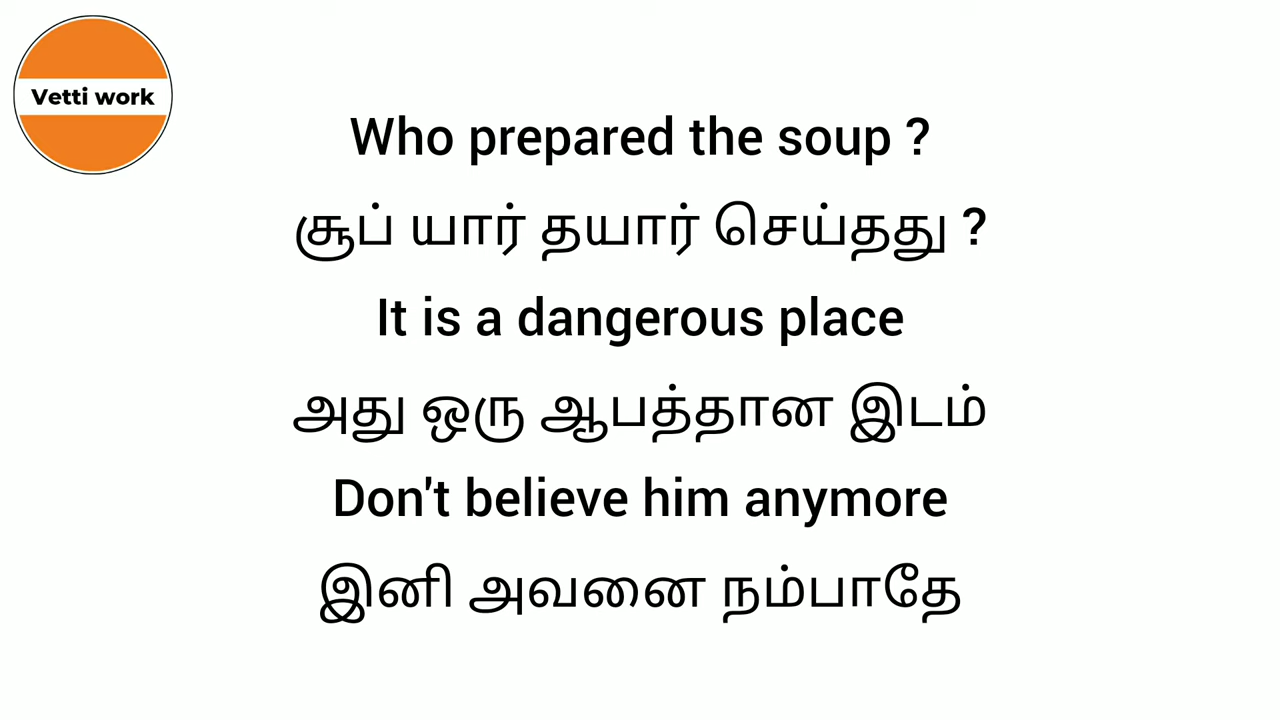 Vetti work
Who prepared the soup ?
சூப் யார் தயார் செய்தது ?
It is a dangerous place
அது ஒரு ஆபத்தான இடம்
Don't believe him anymore
இனி அவனை நம்பாதே